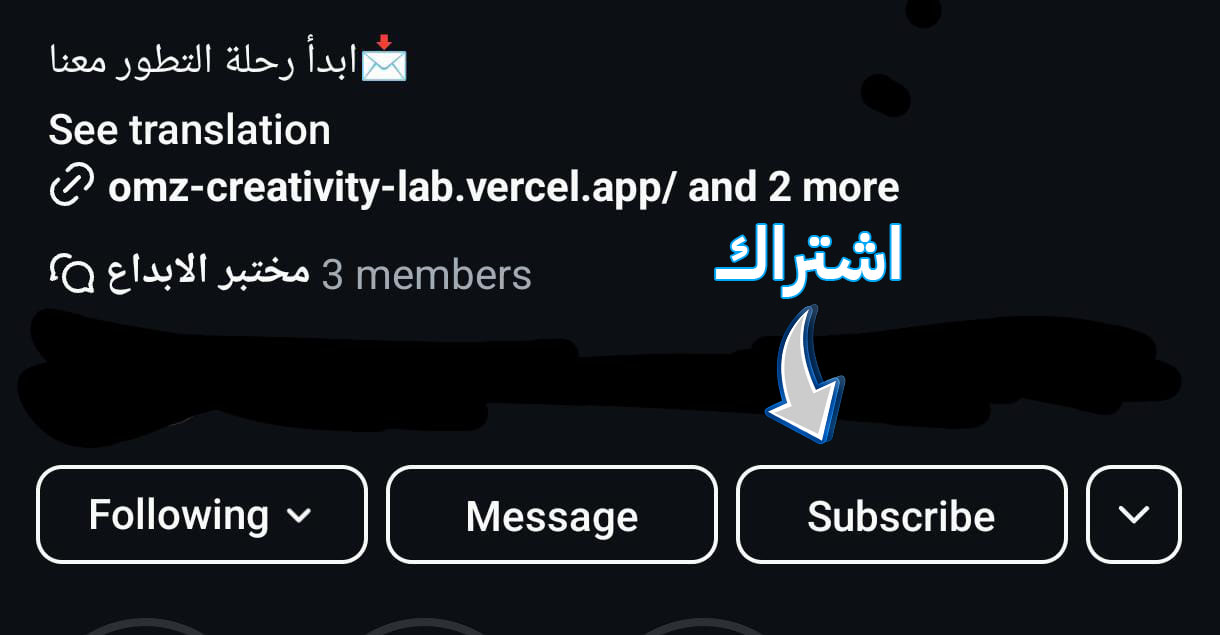 📩ابدأ رحلة التطور معنا
See translation
omz-creativity-lab.vercel.app/ and 2 more
اشتراك
مختبر الابداع 3 members
Following
Message
Subscribe